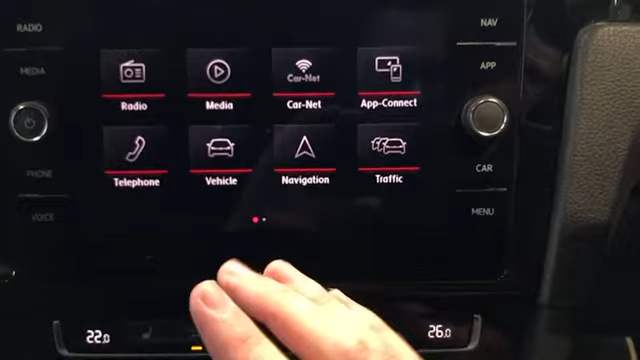 RADIO
NAV
MEDIA
APP
Car-Net
Radio
Media
Car-Net
App-Connect
Telephone
Vehicle
Navigation
Traffic
PHONE
CAR
VOICE
MENU
22.0
26.0